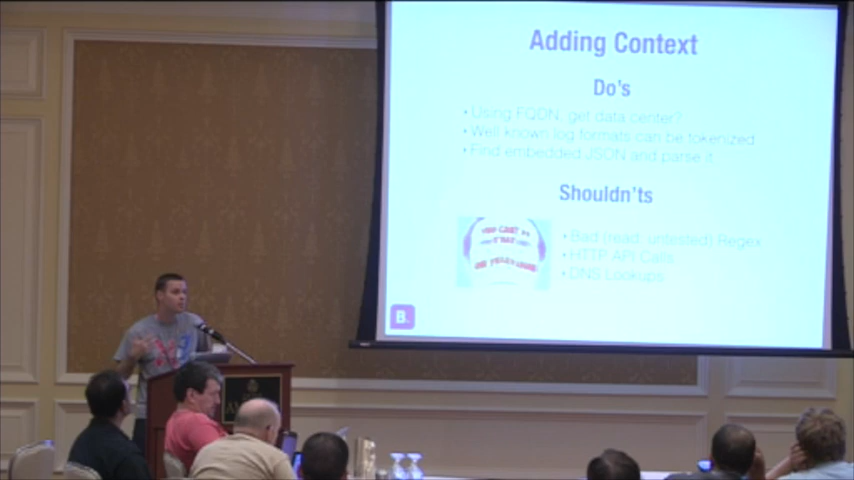 Adding Context
Do's
• Using FQDN, get data center?
• Well known log formats can be tokenized
• Find embedded JSON and parse it
Shouldn'ts
• Bad (read: untested) Regex
• HTTP API Calls
• DNS Lookups
B.